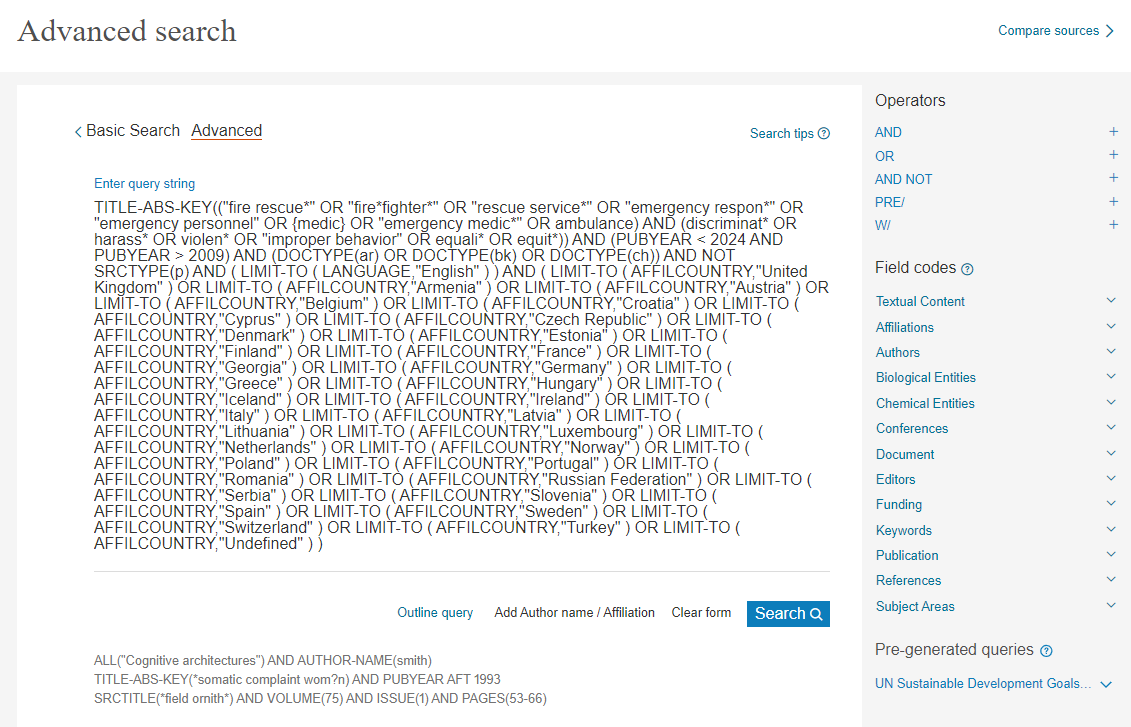 Advanced search
Compare sources
Basic Search Advanced
Search tips
Enter query string
TITLE-ABS-KEY(("fire rescue*" OR "fire*fighter*" OR "rescue service*" OR "emergency respon*" OR
"emergency personnel" OR {medic} OR "emergency medic*" OR ambulance) AND (discriminat* OR
harass* OR violen* OR "improper behavior" OR equali* OR equit*)) AND (PUBYEAR < 2024 AND
PUBYEAR > 2009) AND (DOCTYPE(ar) OR DOCTYPE(bk) OR DOCTYPE(ch)) AND NOT
SRCTYPE(p) AND ( LIMIT-TO ( LANGUAGE,"English" ) ) AND ( LIMIT-TO ( AFFILCOUNTRY,"United
Kingdom" ) OR LIMIT-TO ( AFFILCOUNTRY,"Armenia" ) OR LIMIT-TO ( AFFILCOUNTRY,"Austria" ) OR
LIMIT-TO ( AFFILCOUNTRY,"Belgium" ) OR LIMIT-TO ( AFFILCOUNTRY,"Croatia" ) OR LIMIT-TO (
AFFILCOUNTRY,"Cyprus" ) OR LIMIT-TO ( AFFILCOUNTRY,"Czech Republic" ) OR LIMIT-TO (
AFFILCOUNTRY,"Denmark" ) OR LIMIT-TO ( AFFILCOUNTRY,"Estonia" ) OR LIMIT-TO (
AFFILCOUNTRY,"Finland" ) OR LIMIT-TO ( AFFILCOUNTRY,"France" ) OR LIMIT-TO (
AFFILCOUNTRY,"Georgia" ) OR LIMIT-TO ( AFFILCOUNTRY,"Germany" ) OR LIMIT-TO (
AFFILCOUNTRY,"Greece" ) OR LIMIT-TO ( AFFILCOUNTRY,"Hungary" ) OR LIMIT-TO (
AFFILCOUNTRY,"Iceland" ) OR LIMIT-TO ( AFFILCOUNTRY,"Ireland" ) OR LIMIT-TO (
AFFILCOUNTRY,"Italy" ) OR LIMIT-TO ( AFFILCOUNTRY,"Latvia" ) OR LIMIT-TO (
AFFILCOUNTRY,"Lithuania" ) OR LIMIT-TO ( AFFILCOUNTRY,"Luxembourg" ) OR LIMIT-TO (
AFFILCOUNTRY,"Netherlands" ) OR LIMIT-TO ( AFFILCOUNTRY,"Norway" ) OR LIMIT-TO (
AFFILCOUNTRY,"Poland" ) OR LIMIT-TO ( AFFILCOUNTRY,"Portugal" ) OR LIMIT-TO (
AFFILCOUNTRY,"Romania" ) OR LIMIT-TO ( AFFILCOUNTRY,"Russian Federation" ) OR LIMIT-TO (
AFFILCOUNTRY,"Serbia" ) OR LIMIT-TO ( AFFILCOUNTRY,"Slovenia" ) OR LIMIT-TO (
AFFILCOUNTRY,"Spain" ) OR LIMIT-TO ( AFFILCOUNTRY,"Sweden" ) OR LIMIT-TO (
AFFILCOUNTRY,"Switzerland" ) OR LIMIT-TO ( AFFILCOUNTRY,"Turkey" ) OR LIMIT-TO (
AFFILCOUNTRY,"Undefined" ) )
Outline query Add Author name / Affiliation Clear form Search
ALL("Cognitive architectures") AND AUTHOR-NAME(smith)
TITLE-ABS-KEY(*somatic complaint wom?n) AND PUBYEAR AFT 1993
SRCTITLE(*field ornith*) AND VOLUME(75) AND ISSUE(1) AND PAGES(53-66)
Operators
AND +
OR +
AND NOT +
PRE/ +
W/ +
Field codes
Textual Content
Affiliations
Authors
Biological Entities
Chemical Entities
Conferences
Document
Editors
Funding
Keywords
Publication
References
Subject Areas
Pre-generated queries
UN Sustainable Development Goals...